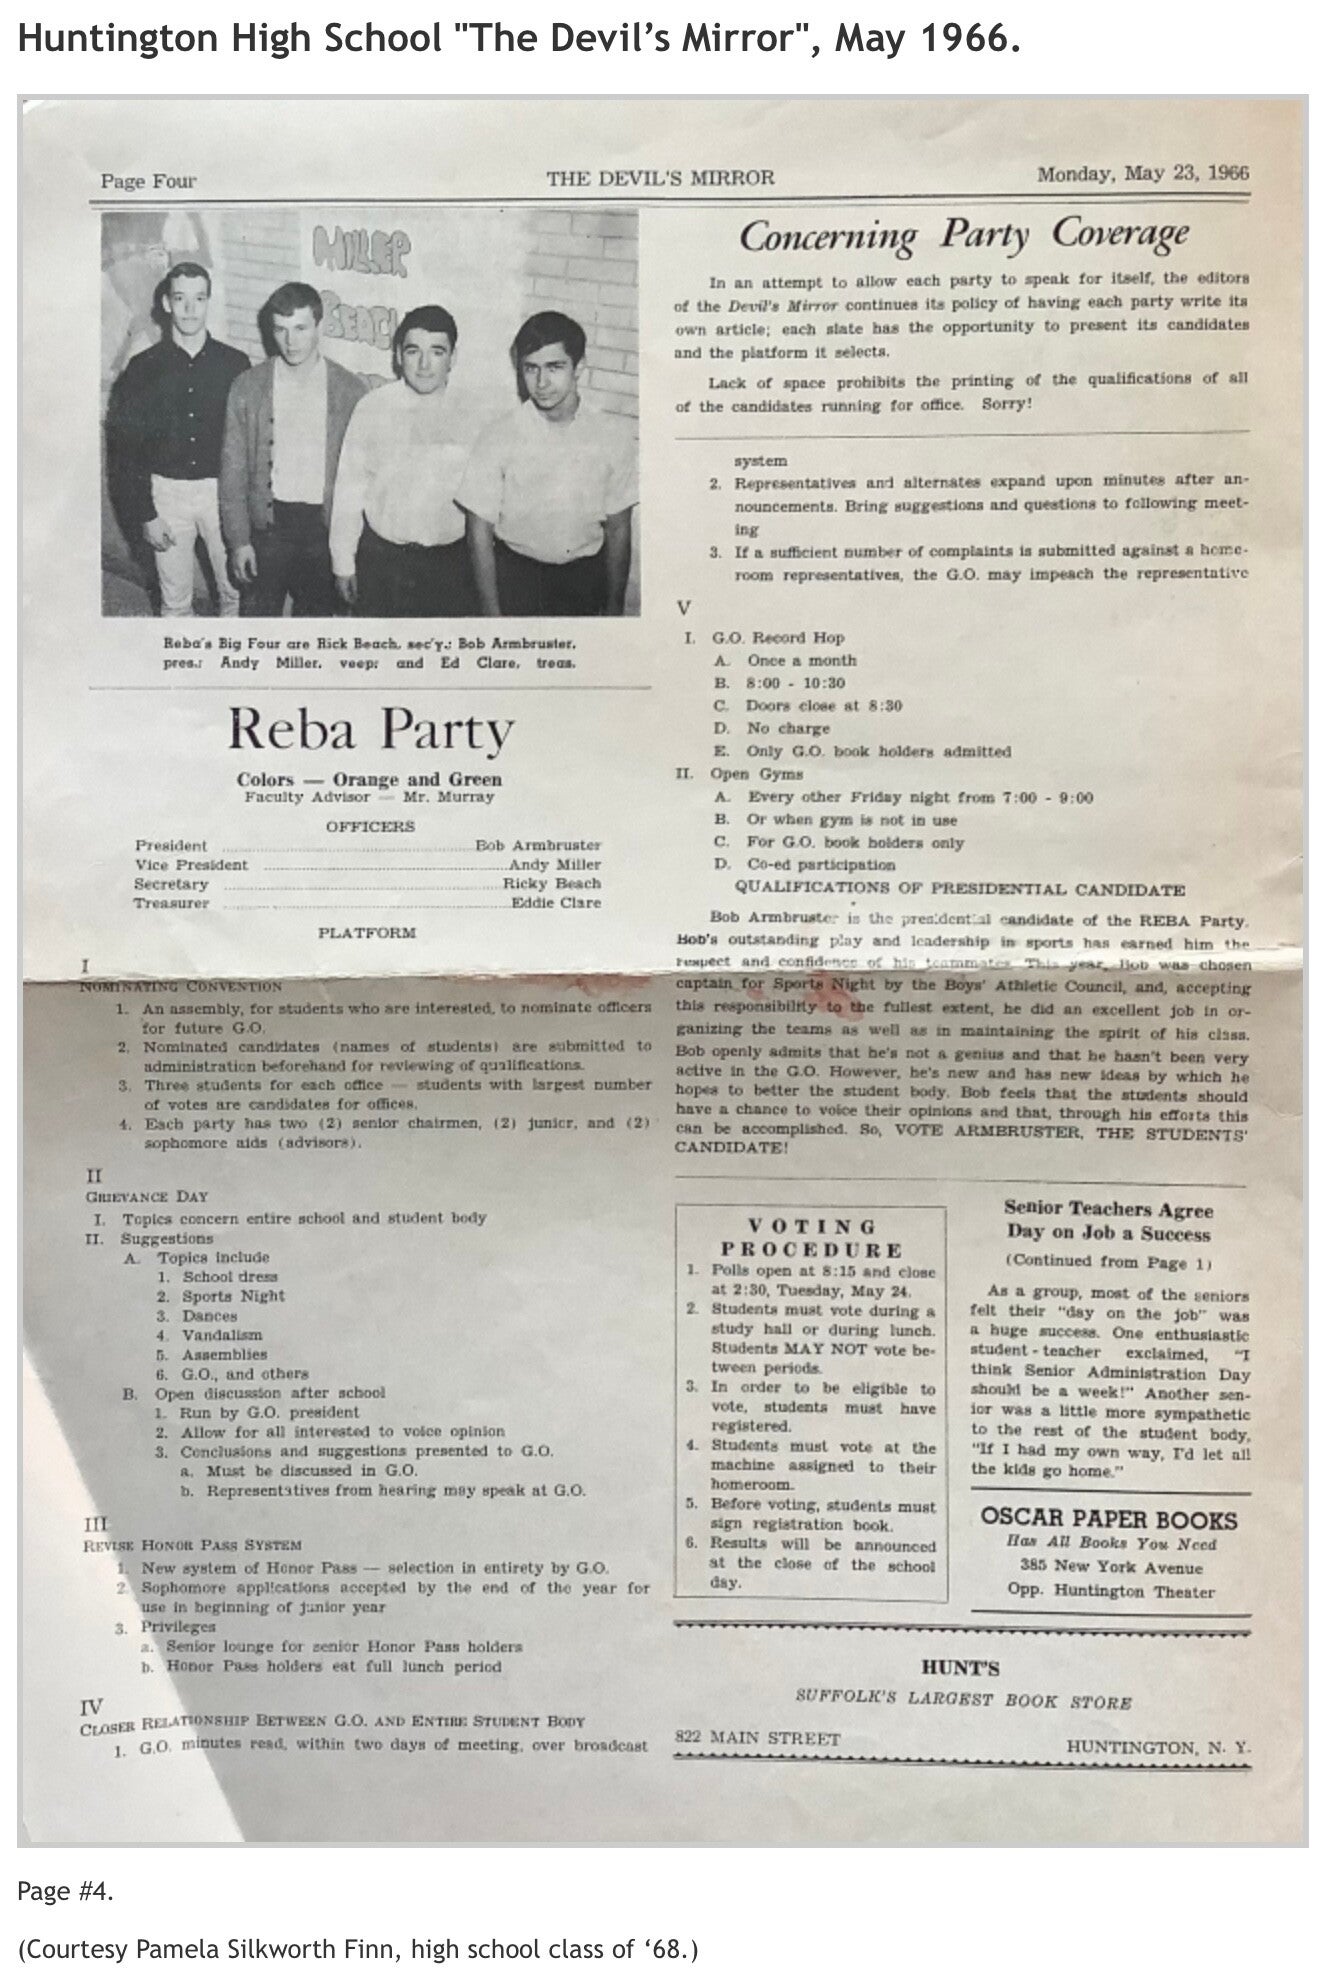 Huntington High School "The Devil’s Mirror", May 1966.
Page Four
THE DEVIL'S MIRROR
Monday, May 23, 1966
MILLER
BEACH
Reba's Big Four are Rick Beach, sec'y.; Bob Armbruster,
pres.; Andy Miller, veep; and Ed Clare, treas.
Reba Party
Colors — Orange and Green
Faculty Advisor — Mr. Murray
OFFICERS
President Bob Armbruster
Vice President Andy Miller
Secretary Ricky Beach
Treasurer Eddie Clare
PLATFORM
I
NOMINATING CONVENTION
1. An assembly, for students who are interested, to nominate officers
for future G.O.
2. Nominated candidates (names of students) are submitted to
administration beforehand for reviewing of qualifications.
3. Three students for each office — students with largest number
of votes are candidates for offices.
4. Each party has two (2) senior chairmen, (2) junior, and (2)
sophomore aids (advisors).
II
GRIEVANCE DAY
I. Topics concern entire school and student body
II. Suggestions
A. Topics include
1. School dress
2. Sports Night
3. Dances
4. Vandalism
5. Assemblies
6. G.O., and others
B. Open discussion after school
1. Run by G.O. president
2. Allow for all interested to voice opinion
3. Conclusions and suggestions presented to G.O.
a. Must be discussed in G.O.
b. Representatives from hearing may speak at G.O.
III
REVISE HONOR PASS SYSTEM
1. New system of Honor Pass — selection in entirety by G.O.
2. Sophomore applications accepted by the end of the year for
use in beginning of junior year
3. Privileges
a. Senior lounge for senior Honor Pass holders
b. Honor Pass holders eat full lunch period
IV
CLOSER RELATIONSHIP BETWEEN G.O. AND ENTIRE STUDENT BODY
1. G.O. minutes read, within two days of meeting, over broadcast
Concerning Party Coverage
In an attempt to allow each party to speak for itself, the editors
of the Devil's Mirror continues its policy of having each party write its
own article; each slate has the opportunity to present its candidates
and the platform it selects.
Lack of space prohibits the printing of the qualifications of all
of the candidates running for office. Sorry!
system
2. Representatives and alternates expand upon minutes after an-
nouncements. Bring suggestions and questions to following meet-
ing
3. If a sufficient number of complaints is submitted against a home-
room representatives, the G.O. may impeach the representative
V
I. G.O. Record Hop
A. Once a month
B. 8:00 - 10:30
C. Doors close at 8:30
D. No charge
E. Only G.O. book holders admitted
II. Open Gyms
A. Every other Friday night from 7:00 - 9:00
B. Or when gym is not in use
C. For G.O. book holders only
D. Co-ed participation
QUALIFICATIONS OF PRESIDENTIAL CANDIDATE
Bob Armbruster is the presidential candidate of the REBA Party.
Bob's outstanding play and leadership in sports has earned him the
respect and confidence of his teammates. This year, Bob was chosen
captain for Sports Night by the Boys' Athletic Council, and, accepting
this responsibility to the fullest extent, he did an excellent job in or-
ganizing the teams as well as in maintaining the spirit of his class.
Bob openly admits that he's not a genius and that he hasn't been very
active in the G.O. However, he's new and has new ideas by which he
hopes to better the student body. Bob feels that the students should
have a chance to voice their opinions and that, through his efforts this
can be accomplished. So, VOTE ARMBRUSTER, THE STUDENTS'
CANDIDATE!
VOTING
PROCEDURE
1. Polls open at 8:15 and close
at 2:30, Tuesday, May 24.
2. Students must vote during a
study hall or during lunch.
Students MAY NOT vote be-
tween periods.
3. In order to be eligible to
vote, students must have
registered.
4. Students must vote at the
machine assigned to their
homeroom.
5. Before voting, students must
sign registration book.
6. Results will be announced
at the close of the school
day.
Senior Teachers Agree
Day on Job a Success
(Continued from Page 1)
As a group, most of the seniors
felt their "day on the job" was
a huge success. One enthusiastic
student-teacher exclaimed, "I
think Senior Administration Day
should be a week!" Another sen-
ior was a little more sympathetic
to the rest of the student body,
"If I had my own way, I'd let all
the kids go home."
OSCAR PAPER BOOKS
Has All Books You Need
385 New York Avenue
Opp. Huntington Theater
HUNT'S
SUFFOLK'S LARGEST BOOK STORE
822 MAIN STREET
HUNTINGTON, N. Y.
Page #4.
(Courtesy Pamela Silkworth Finn, high school class of ‘68.)